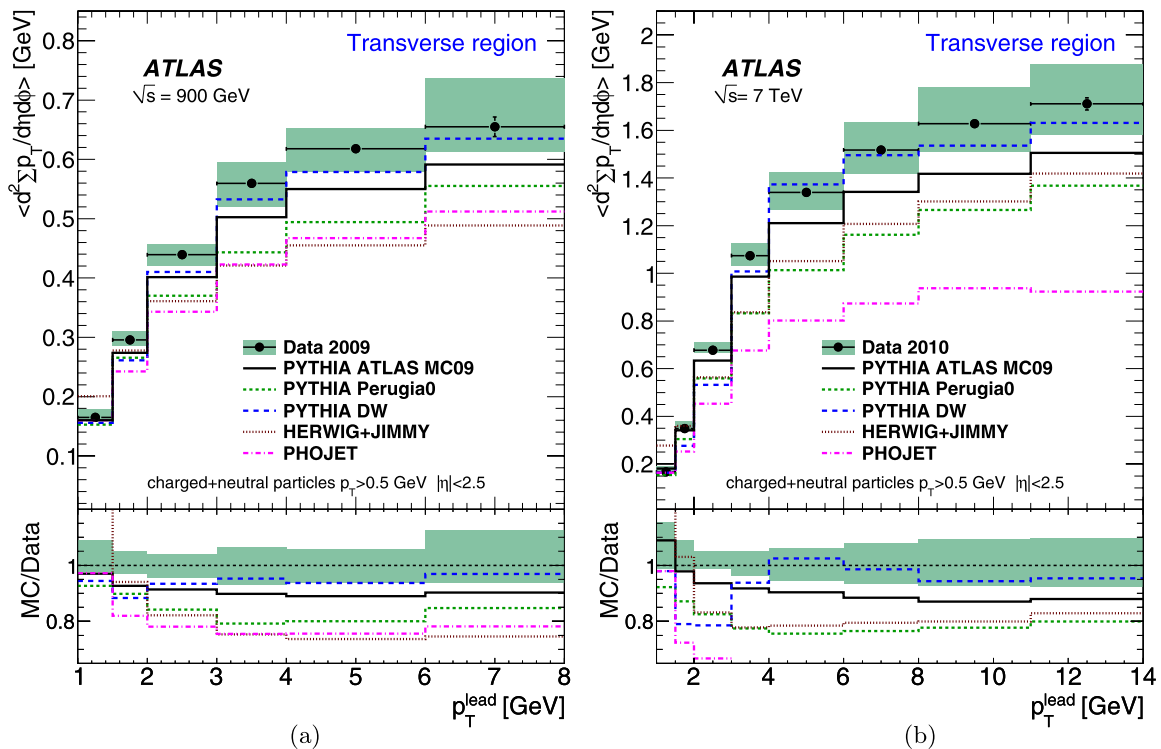 <d²Σp_T/dηdϕ> [GeV]
0.8
0.7
0.6
0.5
0.4
0.3
0.2
0.1
Transverse region
ATLAS
√s = 900 GeV
Data 2009
PYTHIA ATLAS MC09
PYTHIA Perugia0
PYTHIA DW
HERWIG+JIMMY
PHOJET
charged+neutral particles p_T>0.5 GeV |η|<2.5
MC/Data
1
0.8
1 2 3 4 5 6 7 8
p_T^lead [GeV]
(a)
<d²Σp_T/dηdϕ> [GeV]
2
1.8
1.6
1.4
1.2
1
0.8
0.6
0.4
0.2
Transverse region
ATLAS
√s= 7 TeV
Data 2010
PYTHIA ATLAS MC09
PYTHIA Perugia0
PYTHIA DW
HERWIG+JIMMY
PHOJET
charged+neutral particles p_T>0.5 GeV |η|<2.5
MC/Data
1
0.8
2 4 6 8 10 12 14
p_T^lead [GeV]
(b)